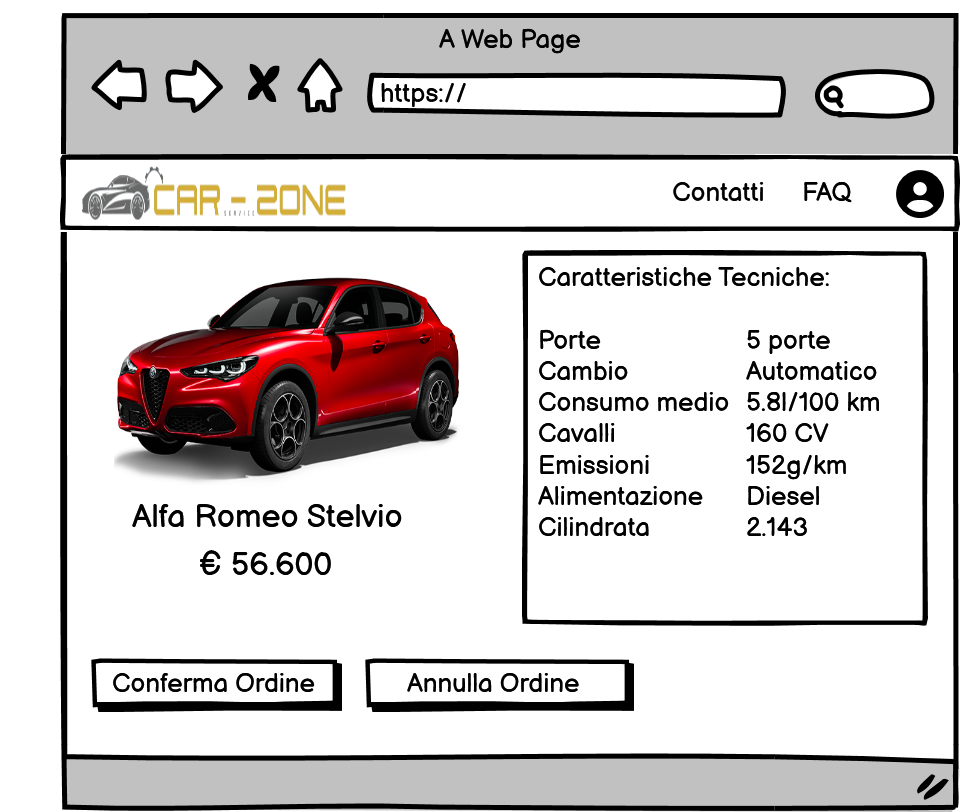 A Web Page
https://
CAR - ZONE
SERVICE
Contatti FAQ
Caratteristiche Tecniche:
Porte 5 porte
Cambio Automatico
Consumo medio 5.8l/100 km
Cavalli 160 CV
Emissioni 152g/km
Alimentazione Diesel
Cilindrata 2.143
Alfa Romeo Stelvio
€ 56.600
Conferma Ordine Annulla Ordine